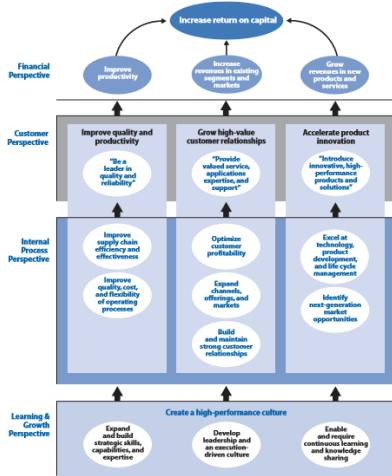 Increase return on capital
Financial
Perspective
Improve
productivity
Increase
revenues in existing
segments and
markets
Grow
revenues in new
products and
services
Customer
Perspective
Improve quality and
productivity
Grow high-value
customer relationships
Accelerate product
innovation
"Be a
leader in
quality and
reliability"
"Provide
valued service,
applications
expertise, and
support"
"Introduce
innovative, high-
performance
products and
solutions"
Internal
Process
Perspective
Improve
supply chain
efficiency and
effectiveness
Improve
quality, cost,
and flexibility
of operating
processes
Optimize
customer
profitability
Expand
channels,
offerings, and
markets
Build
and maintain
strong customer
relationships
Excel at
technology,
product
development,
and life cycle
management
Identify
next-generation
market
opportunities
Learning &
Growth
Perspective
Create a high-performance culture
Expand
and build
strategic skills,
capabilities, and
expertise
Develop
leadership and
an execution-
driven culture
Enable
and require
continuous learning
and knowledge
sharing